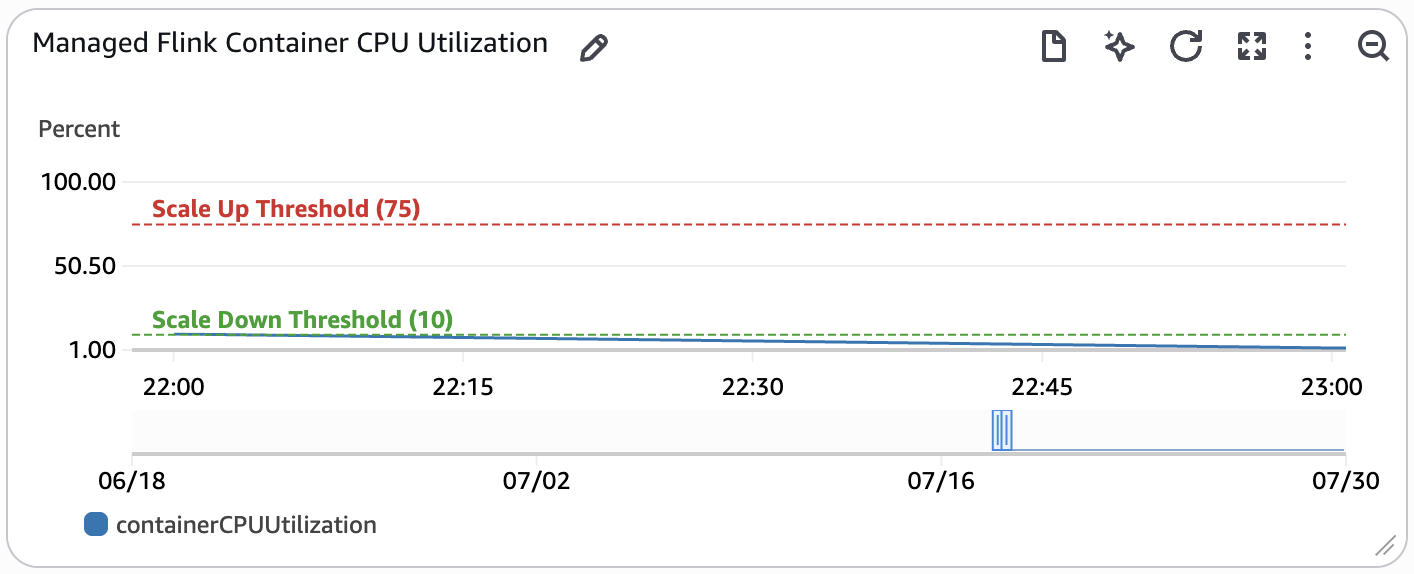 Managed Flink Container CPU Utilization
Percent
100.00
Scale Up Threshold (75)
50.50
Scale Down Threshold (10)
1.00
22:00 22:15 22:30 22:45 23:00
06/18 07/02 07/16 07/30
containerCPUUtilization